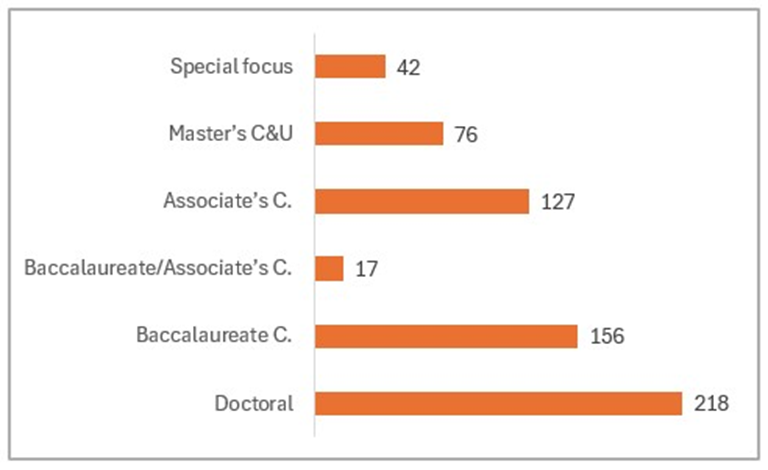 Special focus 42
Master's C&U 76
Associate's C. 127
Baccalaureate/Associate's C. 17
Baccalaureate C. 156
Doctoral 218